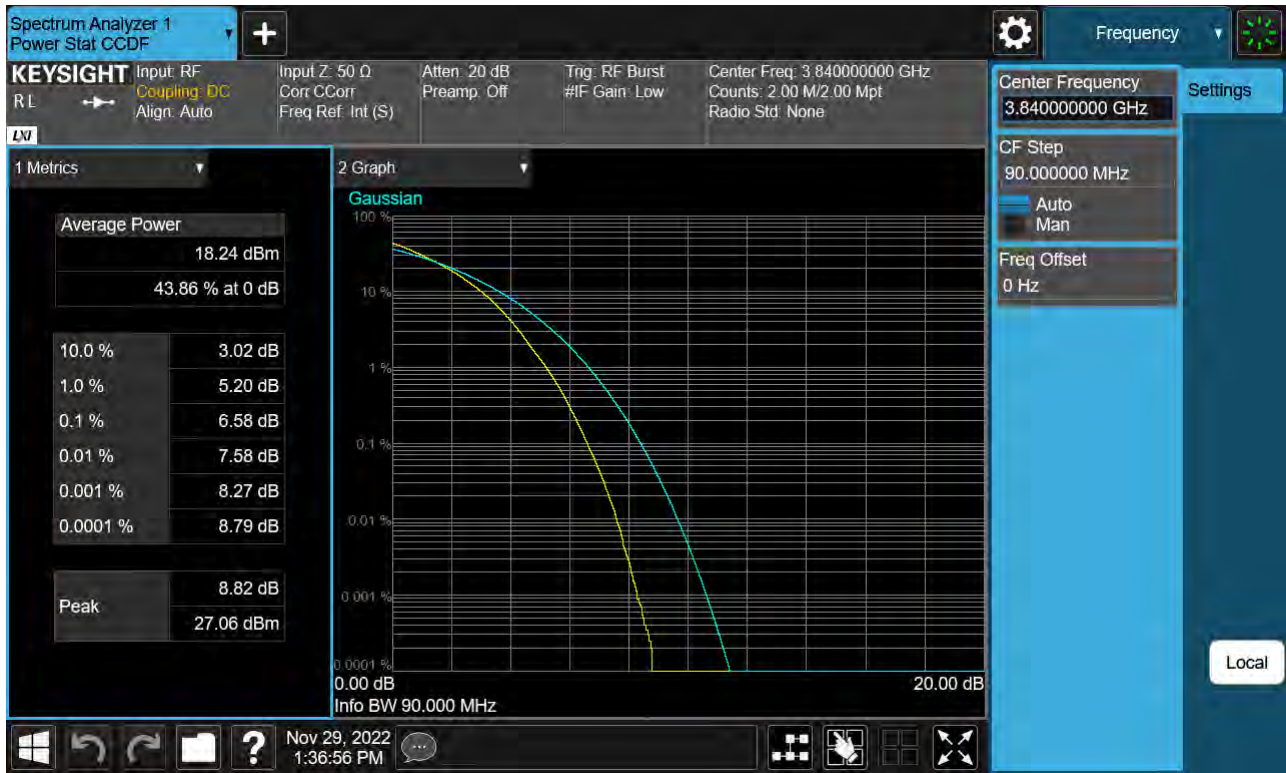 Spectrum Analyzer 1
Power Stat CCDF
Frequency
KEYSIGHT
RL
LXI
Input: RF
Coupling: DC
Align: Auto
Input Z: 50 Ω
Corr CCorr
Freq Ref: Int (S)
Atten: 20 dB
Preamp: Off
Trig: RF Burst
#IF Gain: Low
Center Freq: 3.840000000 GHz
Counts: 2.00 M/2.00 Mpt
Radio Std: None
Center Frequency
3.840000000 GHz
Settings
CF Step
90.000000 MHz
Auto
Man
Freq Offset
0 Hz
Local
1 Metrics
Average Power
18.24 dBm
43.86 % at 0 dB
10.0 % 3.02 dB
1.0 % 5.20 dB
0.1 % 6.58 dB
0.01 % 7.58 dB
0.001 % 8.27 dB
0.0001 % 8.79 dB
Peak
8.82 dB
27.06 dBm
2 Graph
Gaussian
100 %
10 %
1 %
0.1 %
0.01 %
0.001 %
0.0001 %
0.00 dB 20.00 dB
Info BW 90.000 MHz
?
Nov 29, 2022
1:36:56 PM